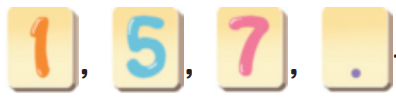 1, 5, 7, . .